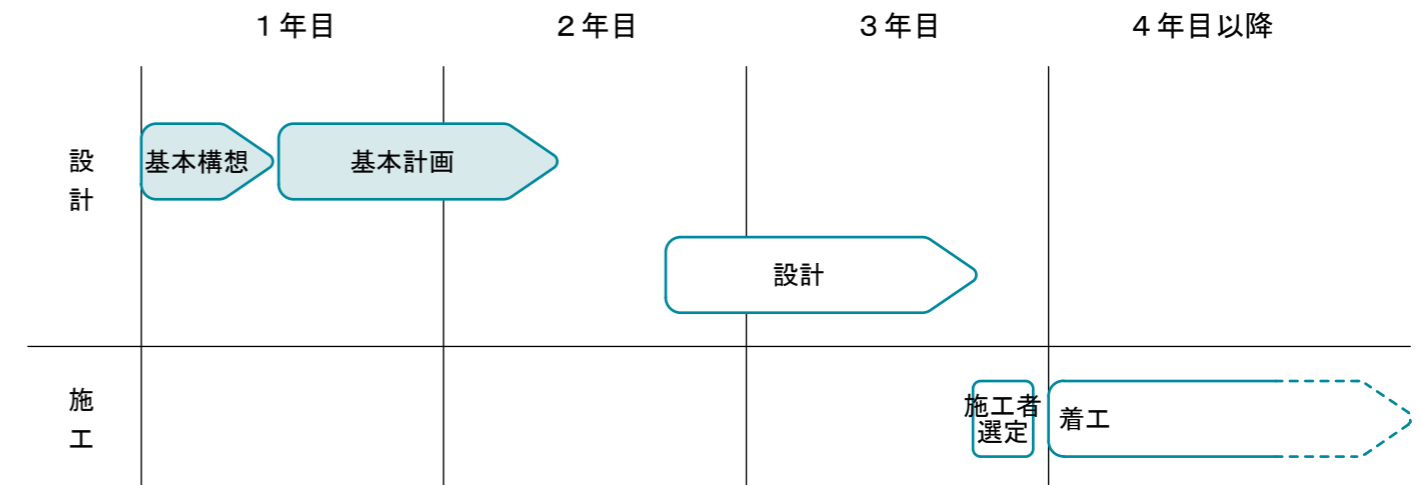 １年目
２年目
３年目
４年目以降
設計
基本構想
基本計画
設計
施工
施工者
選定
着工